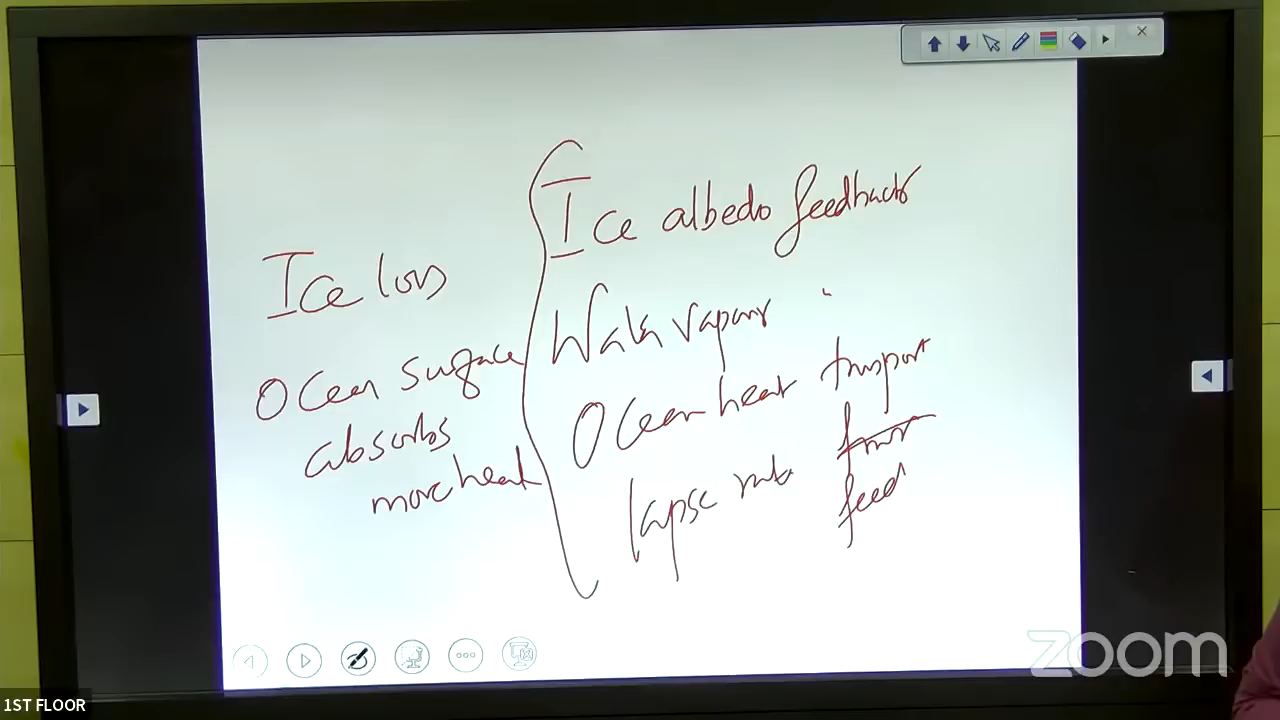 Ice albedo feedback
Ice loss
Water vapour "
Ocean surface
absorbs
more heat
Ocean heat transport
lapse rate
feed
zoom
1ST FLOOR